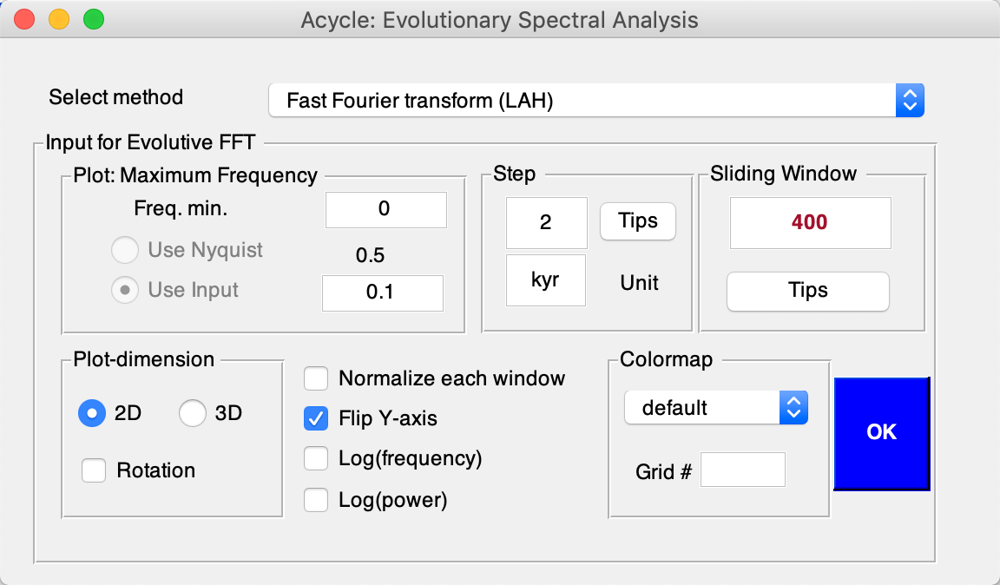 Acycle: Evolutionary Spectral Analysis
Select method
Fast Fourier transform (LAH)
Input for Evolutive FFT
Plot: Maximum Frequency
Freq. min.
0
Use Nyquist
0.5
Use Input
0.1
Step
2
Tips
kyr
Unit
Sliding Window
400
Tips
Plot-dimension
2D
3D
Rotation
Normalize each window
Flip Y-axis
Log(frequency)
Log(power)
Colormap
default
Grid #
OK